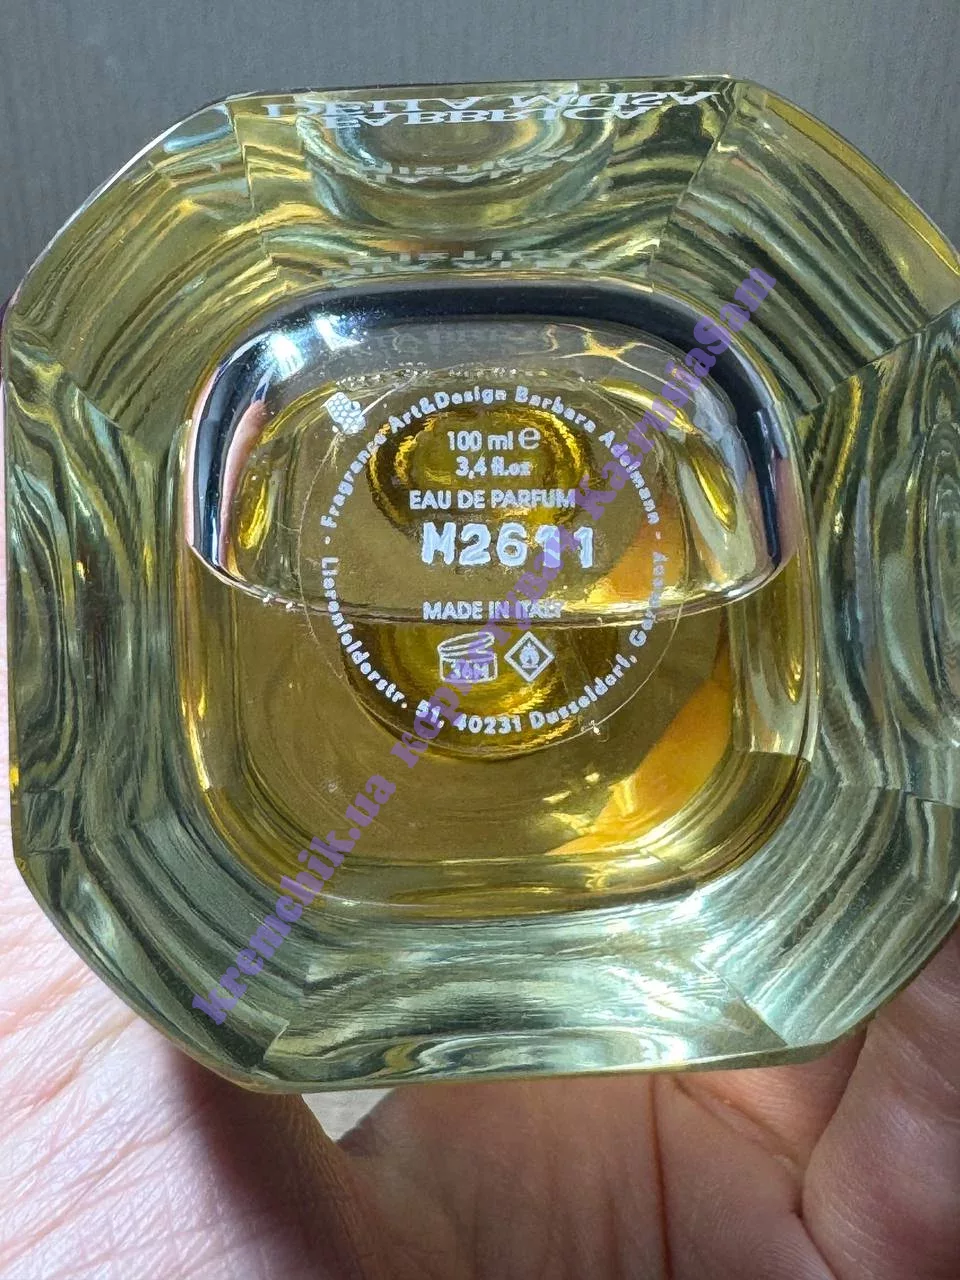 FABBRICA
DELLA MUSA
Fragrance Art&Design Barbara Adelmann -
100 ml e
3,4 fl.oz
EAU DE PARFUM
M2611
MADE IN ITALY
36M
Lierenfelderstr. 51, 40231 Dusseldorf, Germany -
kremchik.ua